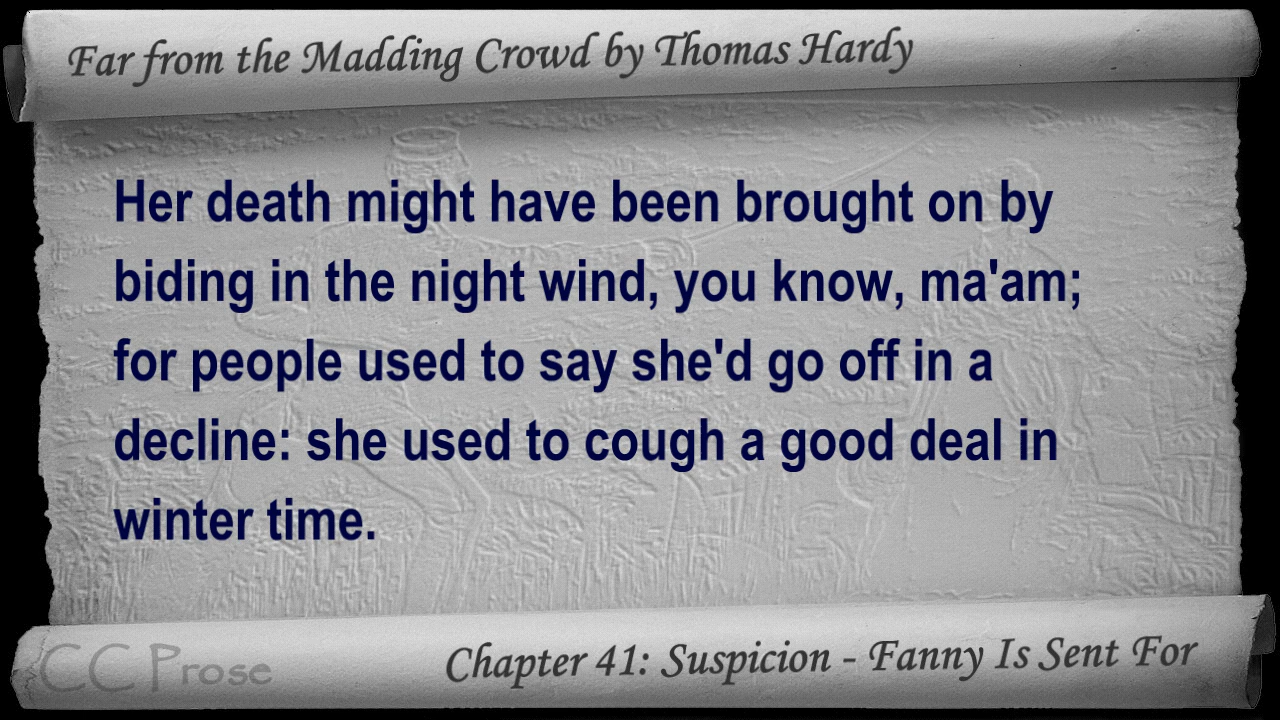 Far from the Madding Crowd by Thomas Hardy
Her death might have been brought on by
biding in the night wind, you know, ma'am;
for people used to say she'd go off in a
decline: she used to cough a good deal in
winter time.
CC Prose
Chapter 41: Suspicion - Fanny Is Sent For